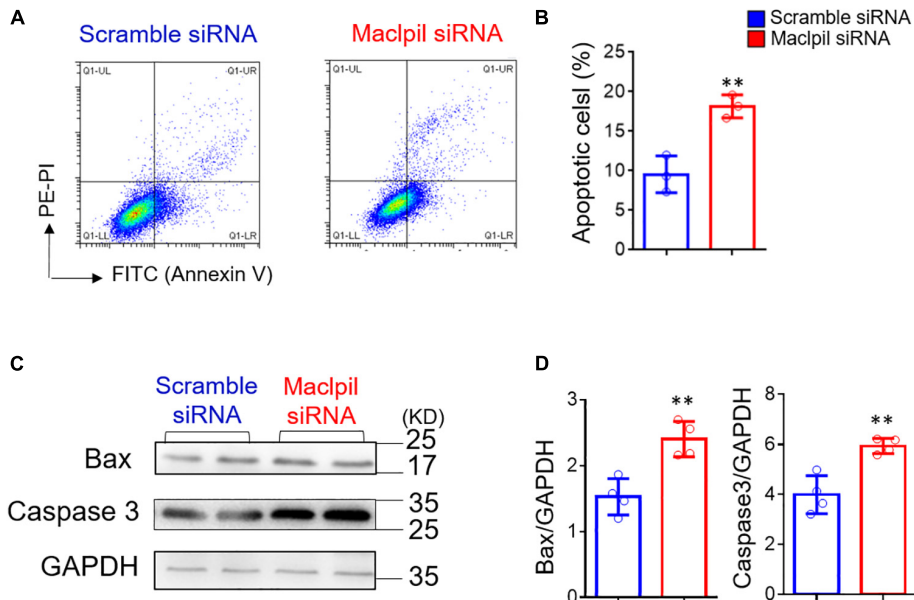 A
Scramble siRNA
Maclpil siRNA
Q1-UL
Q1-UR
Q1-LL
Q1-LR
Q1-UL
Q1-UR
Q1-LL
Q1-LR
PE-PI
FITC (Annexin V)
B
Scramble siRNA
Maclpil siRNA
Apoptotic celsl (%)
25
20
15
10
5
0
**
C
Scramble
siRNA
Maclpil
siRNA
(KD)
Bax
25
17
Caspase 3
35
25
GAPDH
35
D
Bax/GAPDH
3
2
1
0
**
Caspase3/GAPDH
8
6
4
2
0
**